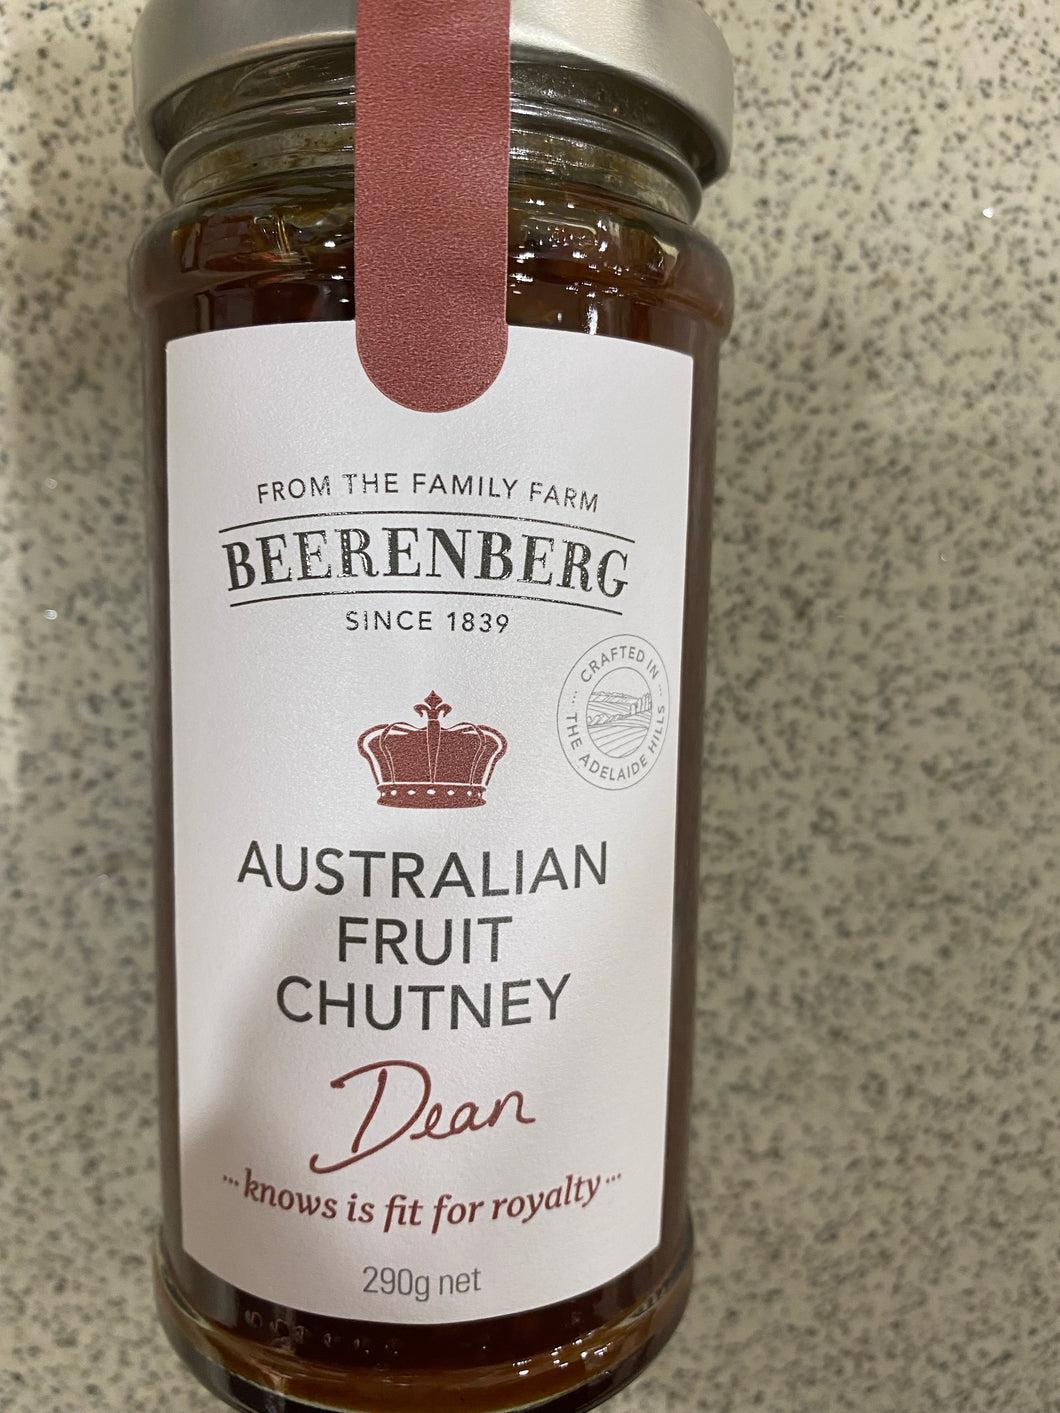 FROM THE FAMILY FARM
BEERENBERG
SINCE 1839
CRAFTED IN
THE ADELAIDE HILLS
AUSTRALIAN
FRUIT
CHUTNEY
Dean
...knows is fit for royalty...
290g net